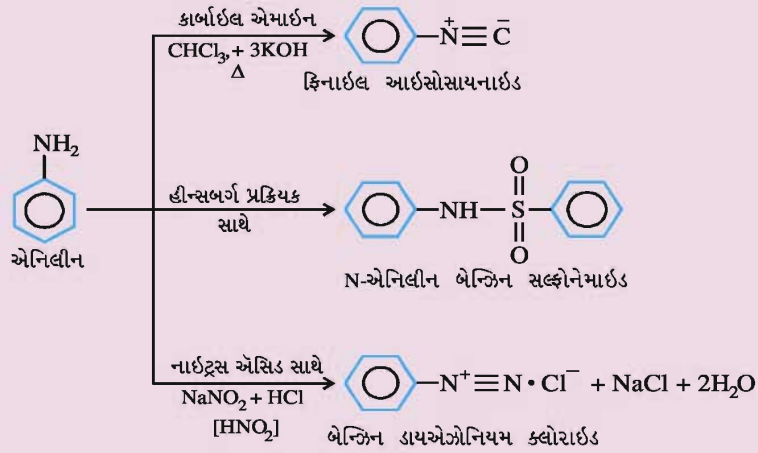 કાર્બાઇલ એમાઇન
CHCl₃, + 3KOH
Δ
N⁺≡C⁻
ફિનાઇલ આઇસોસાયનાઇડ
NH₂
એનિલીન
હીન્સબર્ગ પ્રક્રિયક
સાથે
O
NH—S
O
N-એનિલીન બેન્ઝિન સલ્ફોનેમાઇડ
નાઇટ્રસ ઍસિડ સાથે
NaNO₂ + HCl
[HNO₂]
N⁺≡N•Cl⁻ + NaCl + 2H₂O
બેન્ઝિન ડાયએઝોનિયમ ક્લોરાઇડ